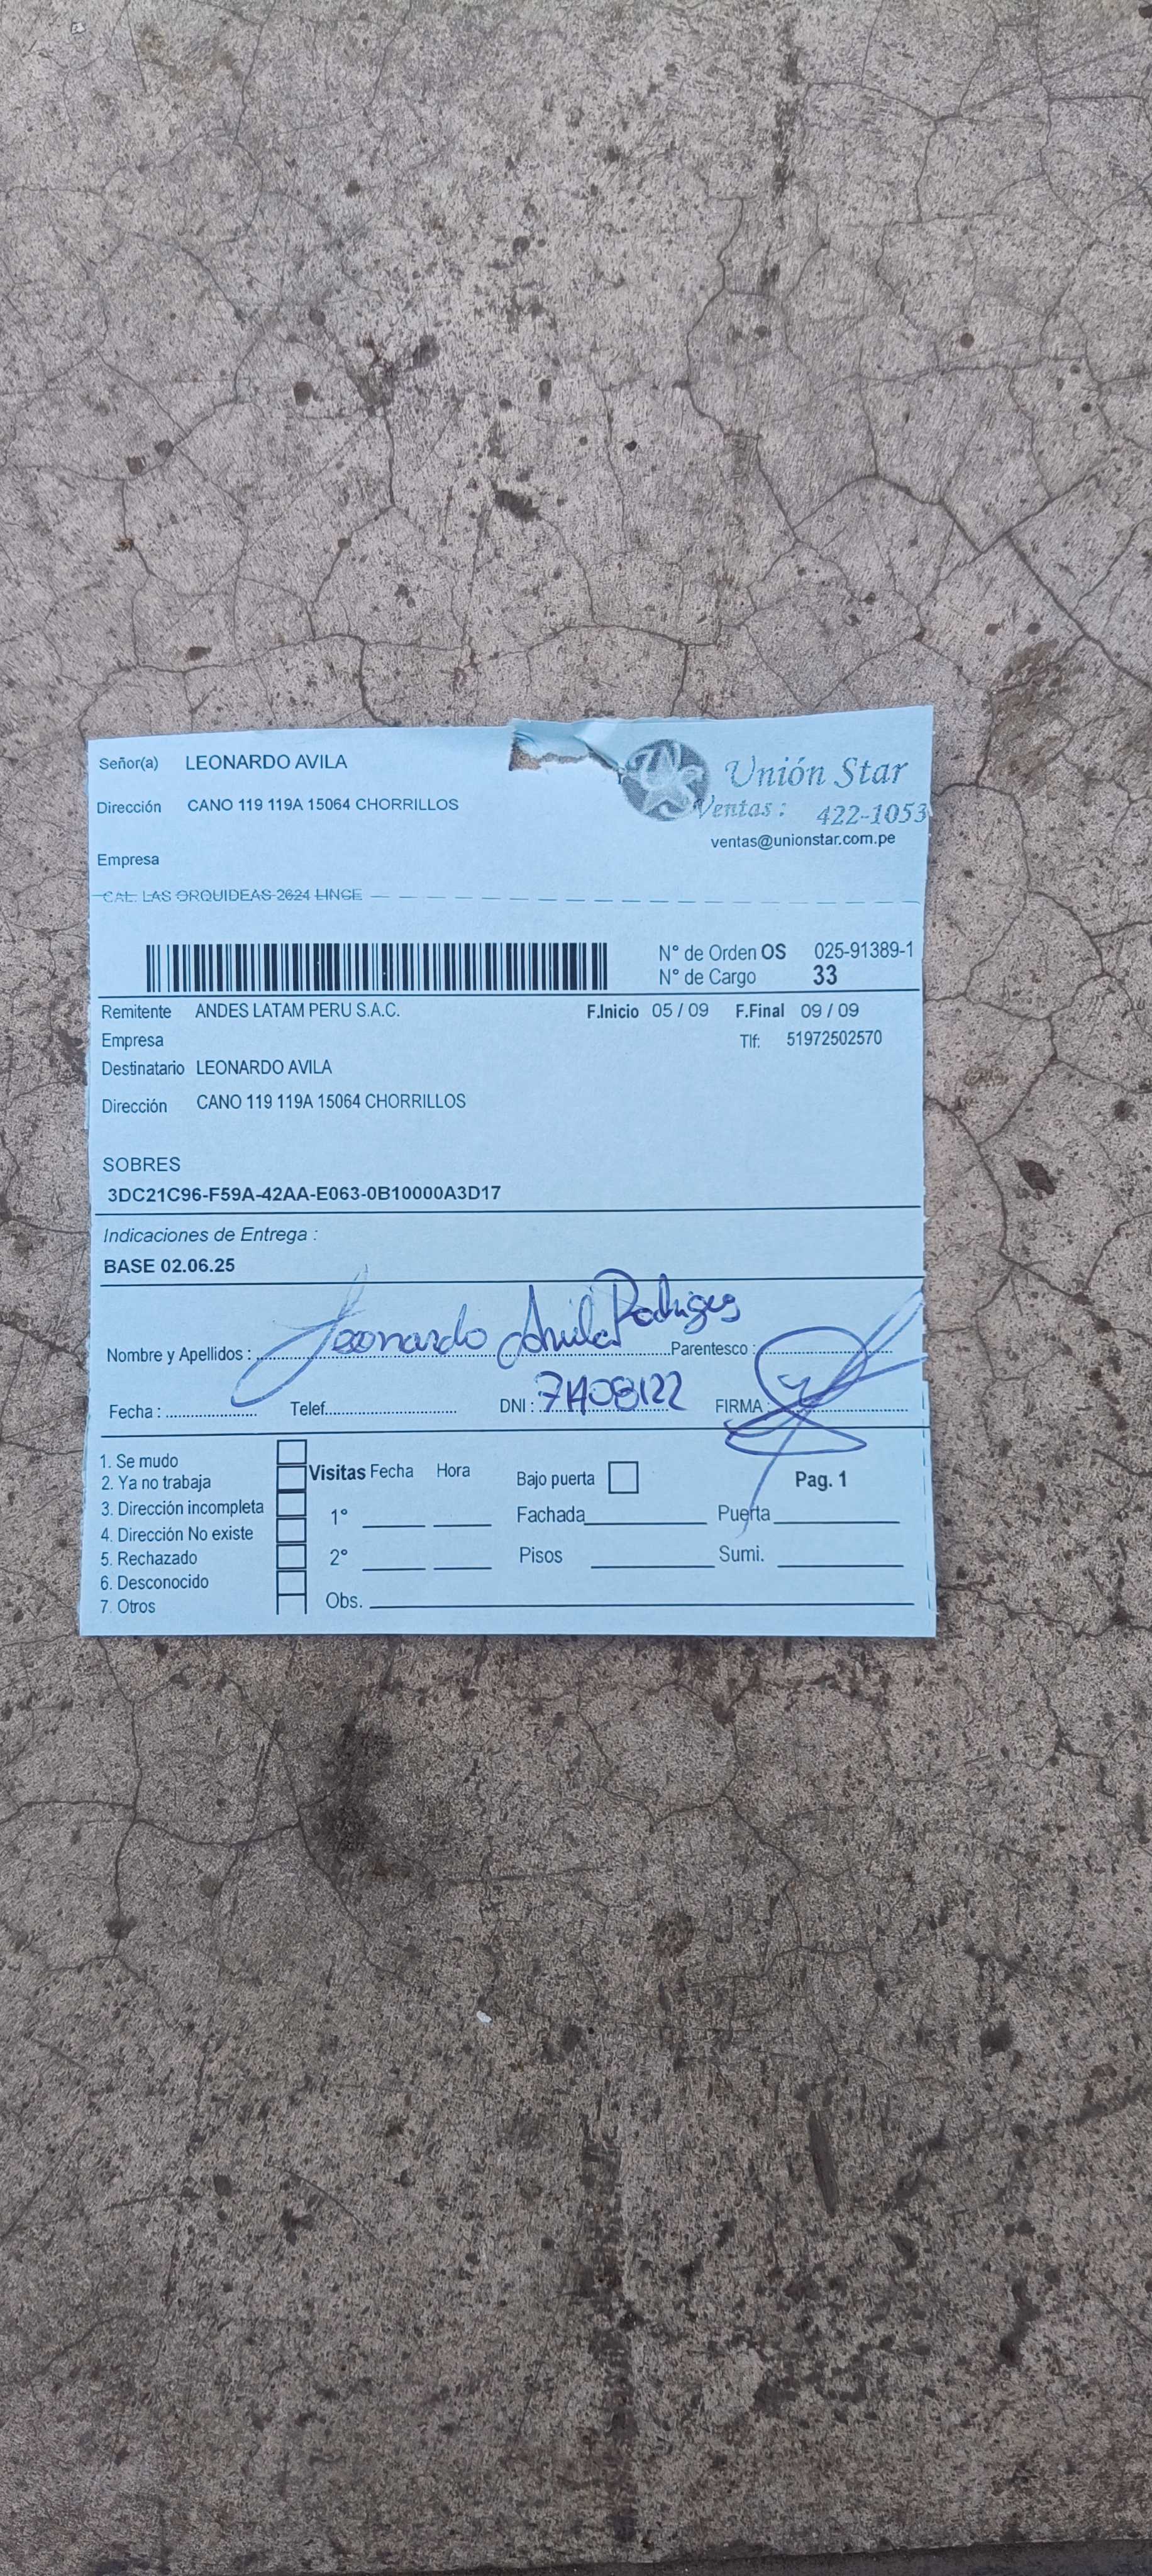 Señor(a) LEONARDO AVILA
Unión Star
Dirección CANO 119 119A 15064 CHORRILLOS
Ventas : 422-1053
ventas@unionstar.com.pe
Empresa
CAL. LAS ORQUIDEAS 2624 LINCE
N° de Orden OS 025-91389-1
N° de Cargo 33
Remitente ANDES LATAM PERU S.A.C. F.Inicio 05 / 09 F.Final 09 / 09
Empresa Tlf: 51972502570
Destinatario LEONARDO AVILA
Dirección CANO 119 119A 15064 CHORRILLOS
SOBRES
3DC21C96-F59A-42AA-E063-0B10000A3D17
Indicaciones de Entrega :
BASE 02.06.25
Nombre y Apellidos : Leonardo Avila Rodriges Parentesco :
Fecha : Telef. DNI : 71408122 FIRMA :
1. Se mudo
2. Ya no trabaja
3. Dirección incompleta
4. Dirección No existe
5. Rechazado
6. Desconocido
7. Otros
Visitas Fecha Hora Bajo puerta Pag. 1
1° Fachada Puerta
2° Pisos Sumi.
Obs.